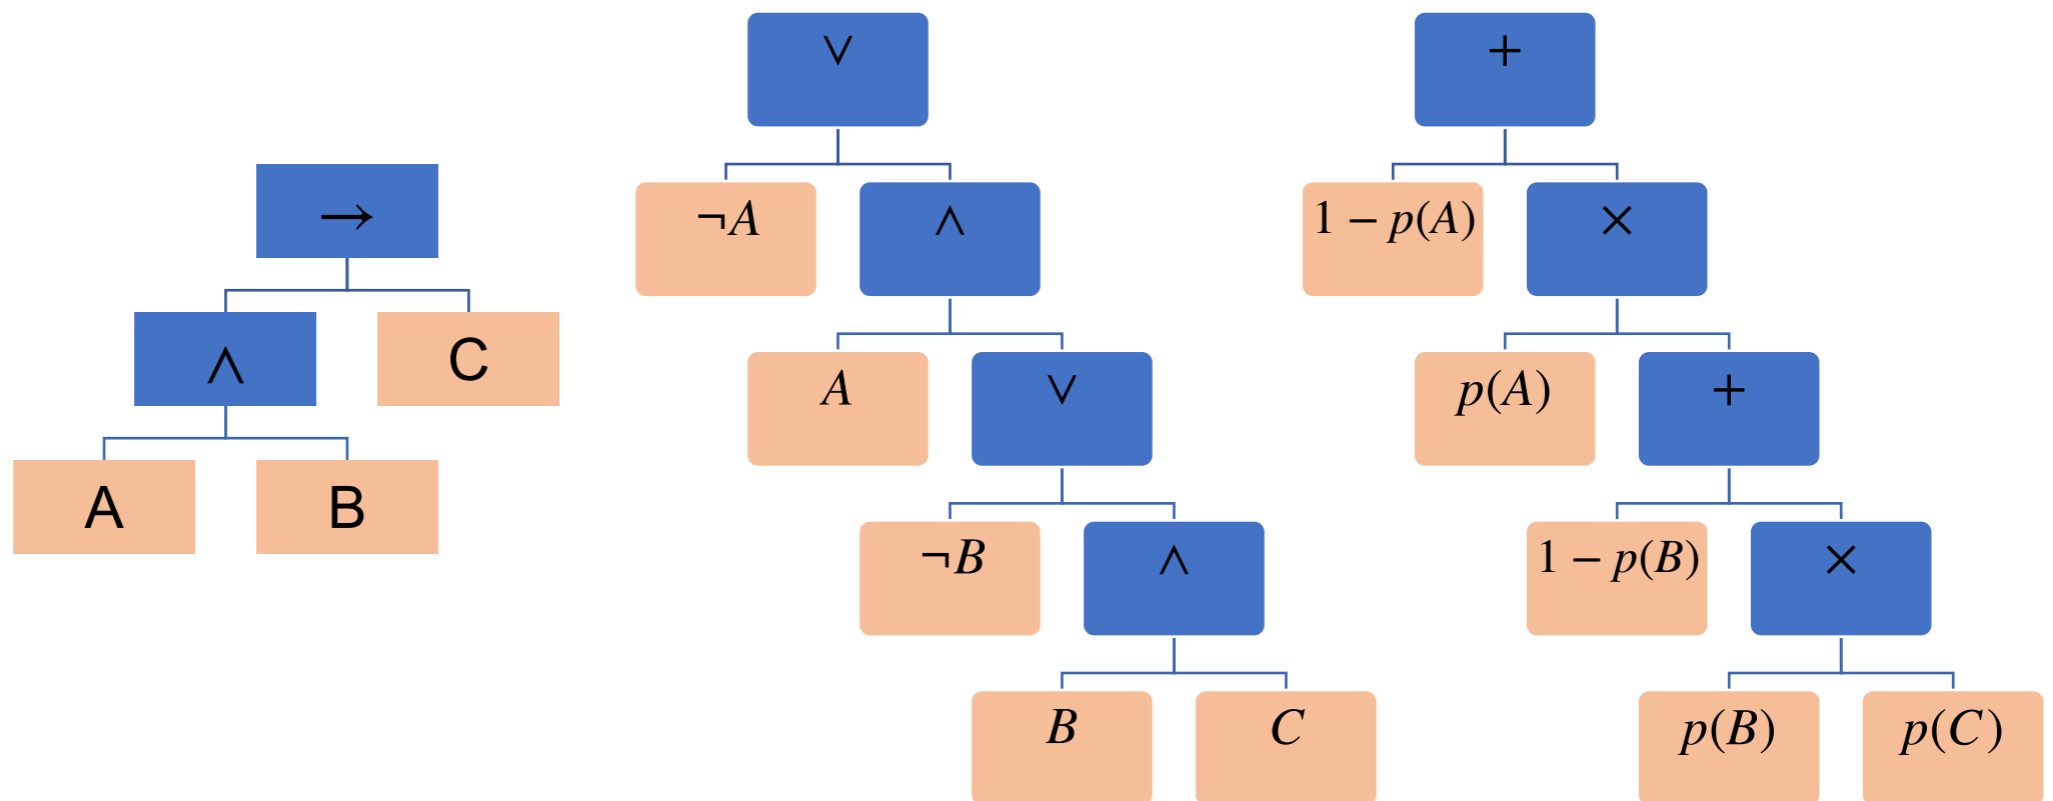 →
∧
C
A
B
∨
¬A
∧
A
∨
¬B
∧
B
C
+
1 − p(A)
×
p(A)
+
1 − p(B)
×
p(B)
p(C)